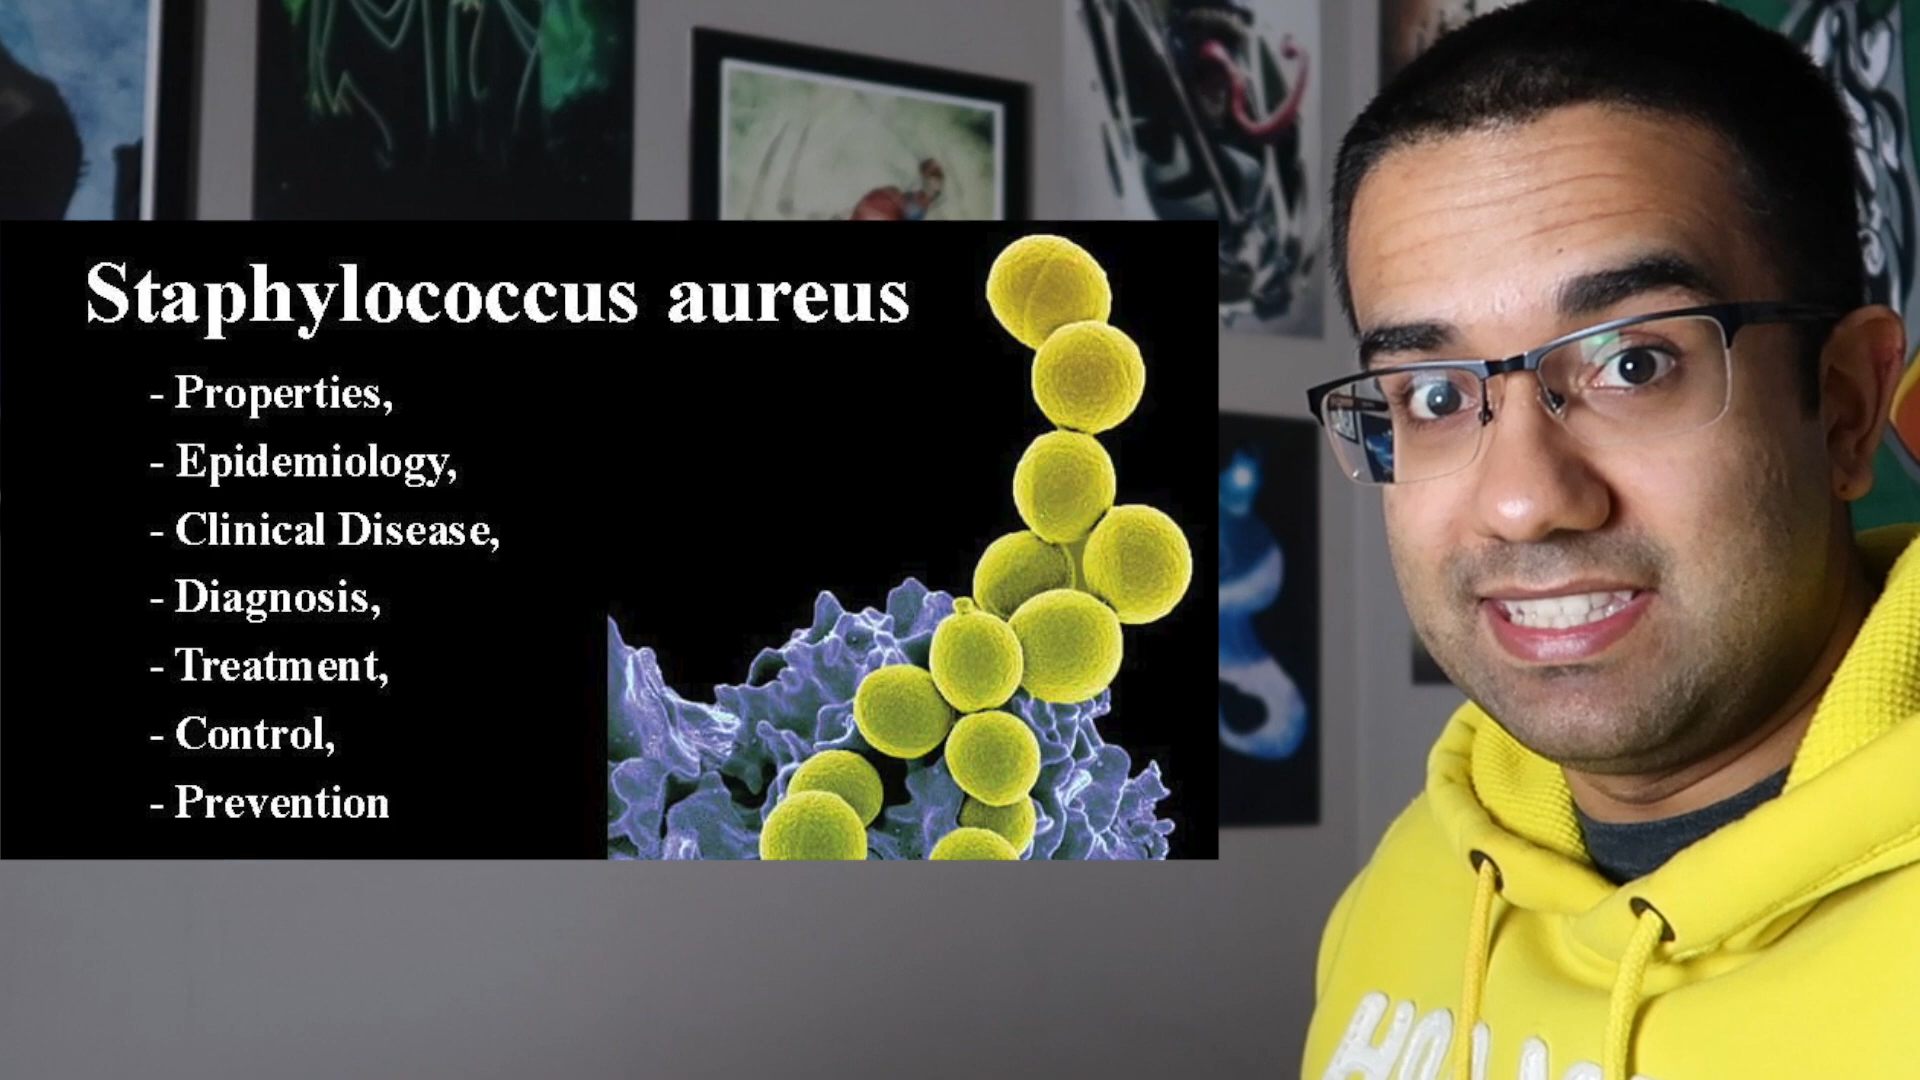 Staphylococcus aureus
- Properties,
- Epidemiology,
- Clinical Disease,
- Diagnosis,
- Treatment,
- Control,
- Prevention